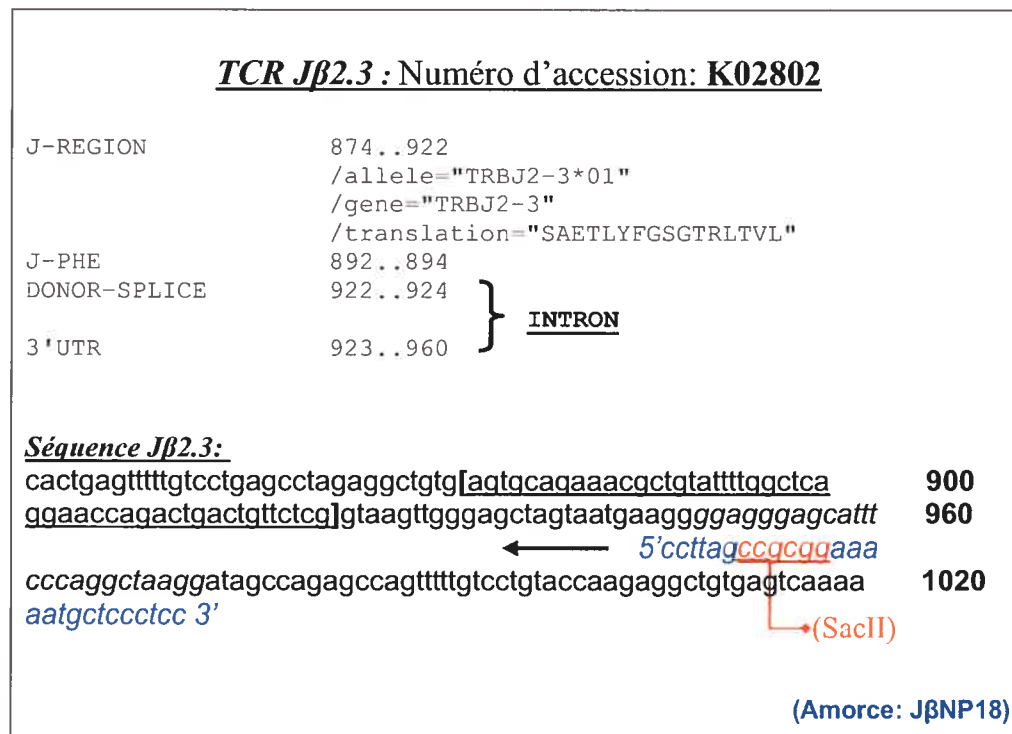 TCR Jβ2.3 : Numéro d'accession: K02802
J-REGION 874..922
/allele="TRBJ2-3*01"
/gene="TRBJ2-3"
/translation="SAETLYFGSGTRLTVL"
J-PHE 892..894
DONOR-SPLICE 922..924
INTRON
3'UTR 923..960
Séquence Jβ2.3:
cactgagtttttgtcctgagcctagaggctgtg[agtgcagaaacgctgtattttggctca 900
ggaaccagactgactgttctcg]gtaagttgggagctagtaatgaaggggagggagcattt 960
5'ccttagccgcggaaa
cccaggctaaggatagccagagccagtttttgtcctgtaccaagaggctgtgagtcaaaa 1020
aatgctccctcc 3'
(SacII)
(Amorce: JβNP18)